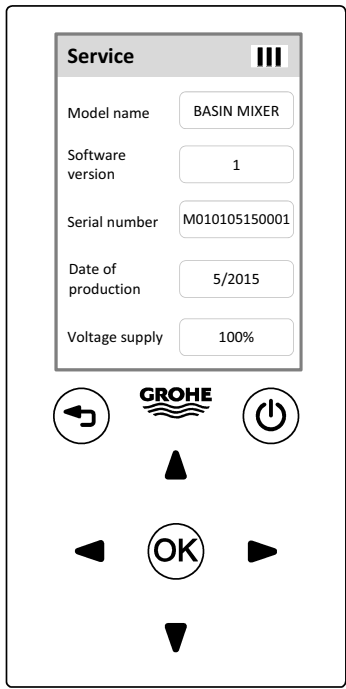 Service
Model name
BASIN MIXER
Software
version
1
Serial number
M010105150001
Date of
production
5/2015
Voltage supply
100%
GROHE
OK